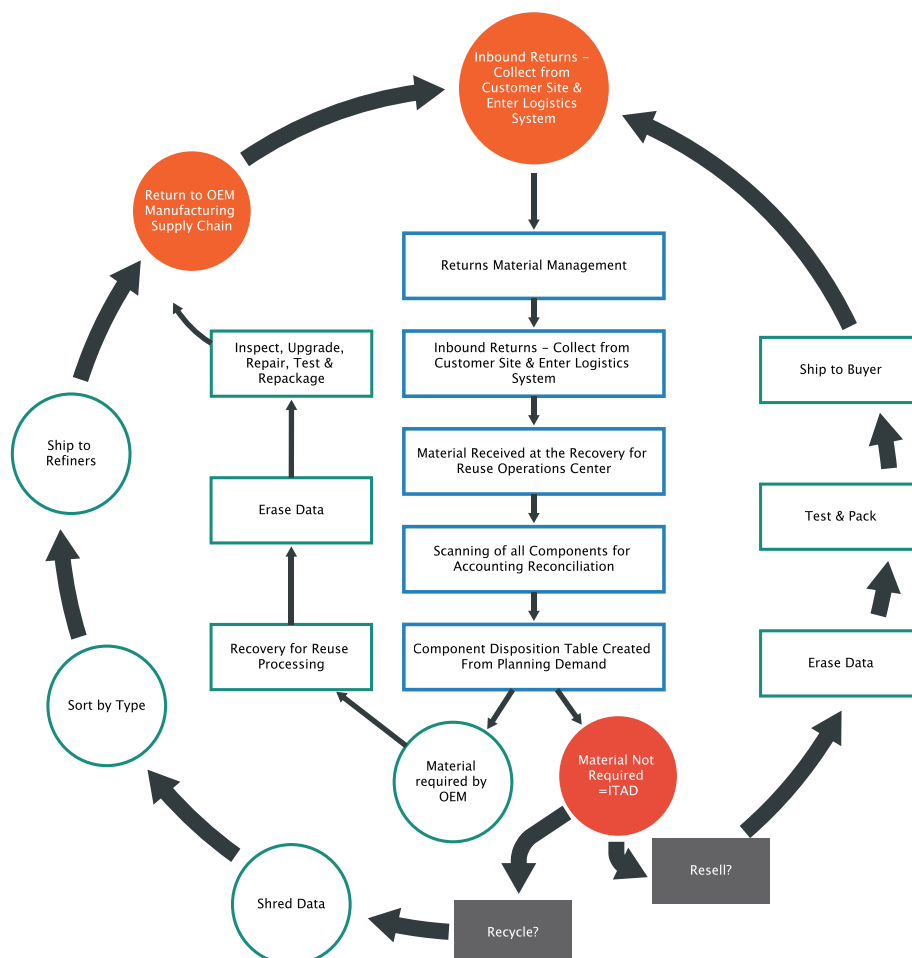 Inbound Returns –
Collect from
Customer Site &
Enter Logistics
System
Return to OEM
Manufacturing
Supply Chain
Returns Material Management
Inspect, Upgrade,
Repair, Test &
Repackage
Inbound Returns – Collect from
Customer Site & Enter Logistics
System
Ship to Buyer
Ship to
Refiners
Material Received at the Recovery for
Reuse Operations Center
Erase Data
Test & Pack
Scanning of all Components for
Accounting Reconciliation
Recovery for Reuse
Processing
Component Disposition Table Created
From Planning Demand
Erase Data
Sort by Type
Material
required by
OEM
Material Not
Required
=ITAD
Resell?
Shred Data
Recycle?